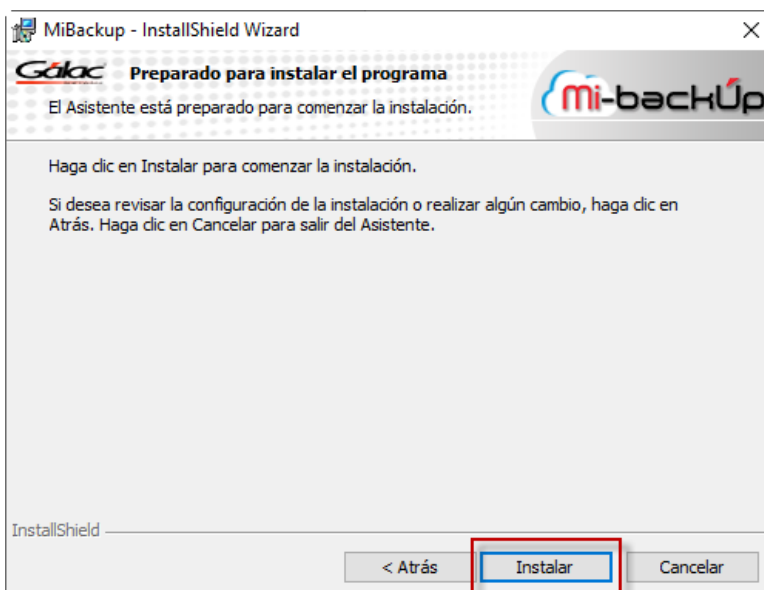 MiBackup - InstallShield Wizard
Gálac Preparado para instalar el programa
El Asistente está preparado para comenzar la instalación.
Mi-backÚp
Haga clic en Instalar para comenzar la instalación.
Si desea revisar la configuración de la instalación o realizar algún cambio, haga clic en
Atrás. Haga clic en Cancelar para salir del Asistente.
InstallShield
< Atrás
Instalar
Cancelar